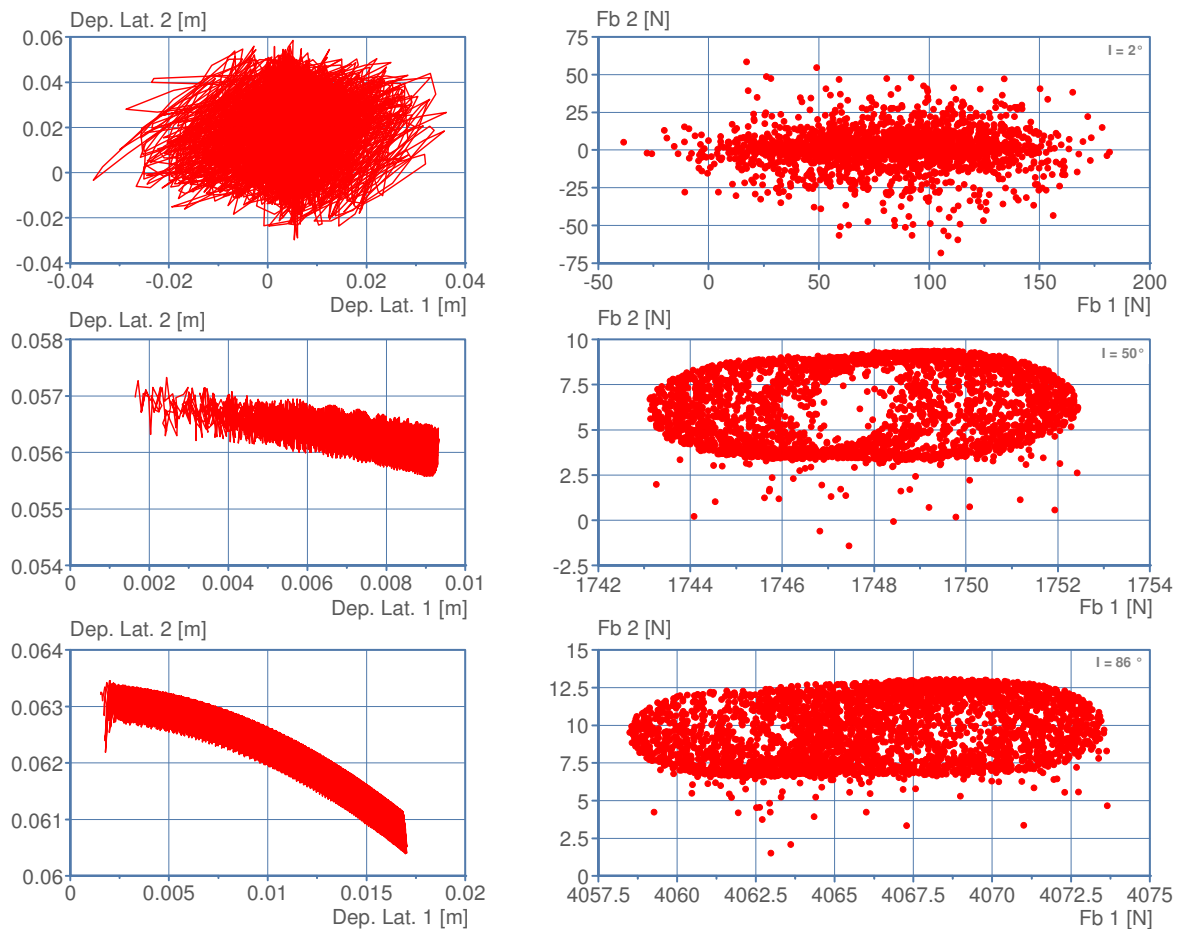 Dep. Lat. 2 [m]
0.06
0.04
0.02
0
-0.02
-0.04
-0.04 -0.02 0 0.02 0.04
Dep. Lat. 1 [m]
Fb 2 [N]
I = 2°
75
50
25
0
-25
-50
-75
-50 0 50 100 150 200
Fb 1 [N]
Dep. Lat. 2 [m]
0.058
0.057
0.056
0.055
0.054
0 0.002 0.004 0.006 0.008 0.01
Dep. Lat. 1 [m]
Fb 2 [N]
I = 50°
10
7.5
5
2.5
0
-2.5
1742 1744 1746 1748 1750 1752 1754
Fb 1 [N]
Dep. Lat. 2 [m]
0.064
0.063
0.062
0.061
0.06
0 0.005 0.01 0.015 0.02
Dep. Lat. 1 [m]
Fb 2 [N]
I = 86 °
15
12.5
10
7.5
5
2.5
0
4057.5 4060 4062.5 4065 4067.5 4070 4072.5 4075
Fb 1 [N]